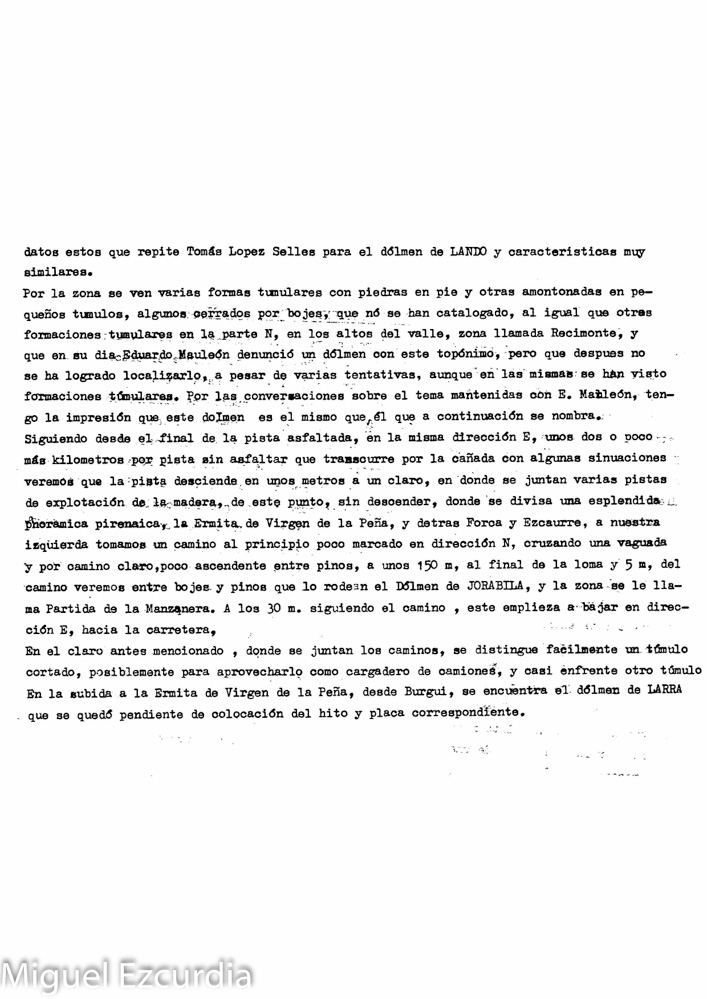 datos estos que repite Tomás Lopez Selles para el dólmen de LANDO y caracteristicas muy
similares.
Por la zona se ven varias formas tumulares con piedras en pie y otras amontonadas en pe-
queños tumulos, algunos cerrados por bojes, que nó se han catalogado, al igual que otras
formaciones tumulares en la parte N, en los altos del valle, zona llamada Recimonte, y
que en su dia Eduardo Mauleón denunció un dólmen con este topónimo, pero que despues no
se ha logrado localizarlo, a pesar de varias tentativas, aunque en las mismas se han visto
formaciones túmulares. Por las conversaciones sobre el tema mantenidas con E. Mauleón, ten-
go la impresión que este dolmen es el mismo que él que a continuación se nombra.
Siguiendo desde el final de la pista asfaltada, en la misma dirección E, unos dos o poco
más kilometros por pista sin asfaltar que transcurre por la cañada con algunas sinuaciones
veremos que la pista desciende en unos metros a un claro, en donde se juntan varias pistas
de explotación de la madera, de este punto, sin descender, donde se divisa una esplendida
panorámica pirenaica, la Ermita de Virgen de la Peña, y detras Forca y Ezcaurre, a nuestra
izquierda tomamos un camino al principio poco marcado en dirección N, cruzando una vaguada
y por camino claro,poco ascendente entre pinos, a unos 150 m, al final de la loma y 5 m, del
camino veremos entre bojes y pinos que lo rodean el Dólmen de JORABILA, y la zona se le lla-
ma Partida de la Manzanera. A los 30 m. siguiendo el camino , este emplieza a bajar en direc-
ción E, hacia la carretera,
En el claro antes mencionado , donde se juntan los caminos, se distingue facilmente un túmulo
cortado, posiblemente para aprovecharlo como cargadero de camiones, y casi enfrente otro túmulo
En la subida a la Ermita de Virgen de la Peña, desde Burgui, se encuentra el dólmen de LARRA
que se quedó pendiente de colocación del hito y placa correspondiente.
Miguel Ezcurdia